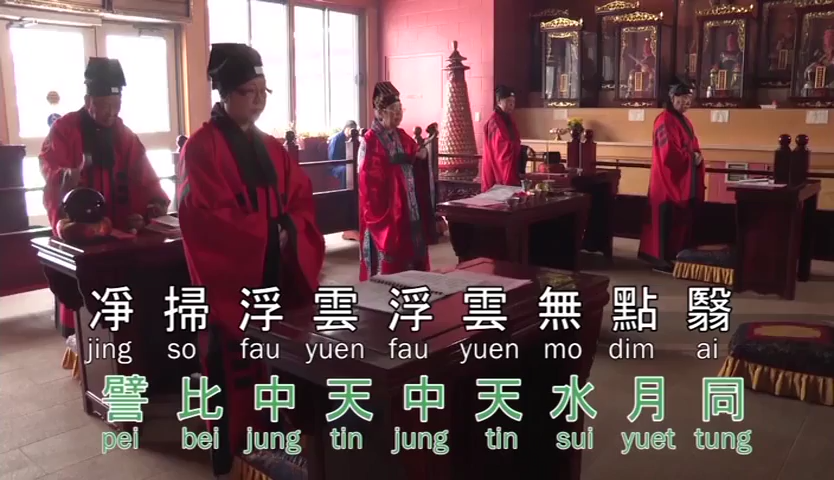 凈掃浮雲浮雲無點翳
jing so fau yuen fau yuen mo dim ai
譬比中天中天水月同
pei bei jung tin jung tin sui yuet tung